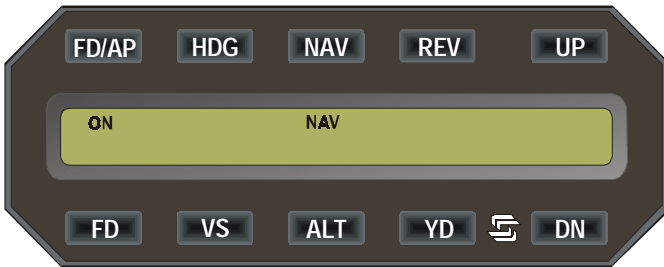 FD/AP HDG NAV REV UP
ON NAV
FD VS ALT YD DN